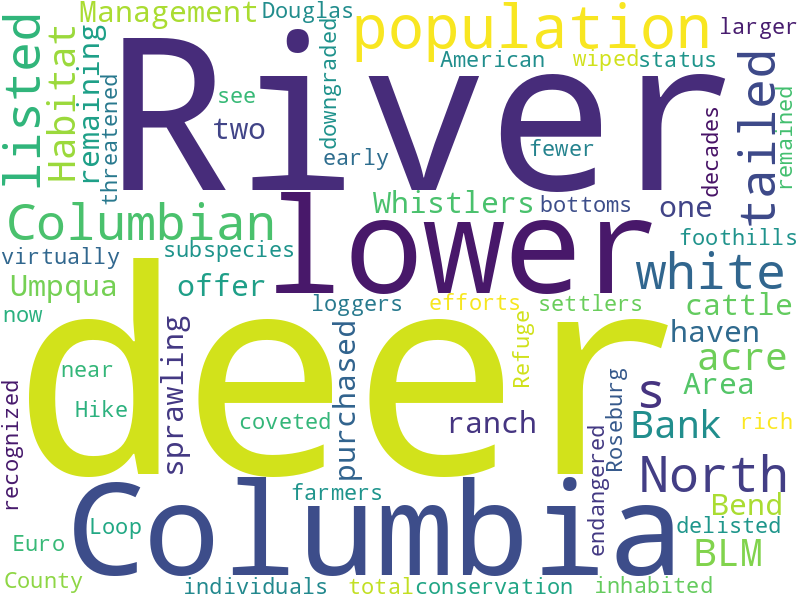 Management
Douglas
population
larger
listed
Habitat
remaining
threatened
River
downgraded
American
wiped
status
see
two
early
fewer
decades
tailed
remained
Columbian
Whistlers
bottoms
one
lower
foothills
virtually
subspecies
white
Umpqua
offer
loggers
efforts
settlers
cattle
now
deer
haven
near
sprawling
purchased
Refuge
acre
Hike
coveted
ranch
Roseburg
s
Area
recognized
Bank
rich
endangered
North
farmers
Columbia
Bend
Loop
delisted
Euro
BLM
County
individuals
total
conservation
inhabited